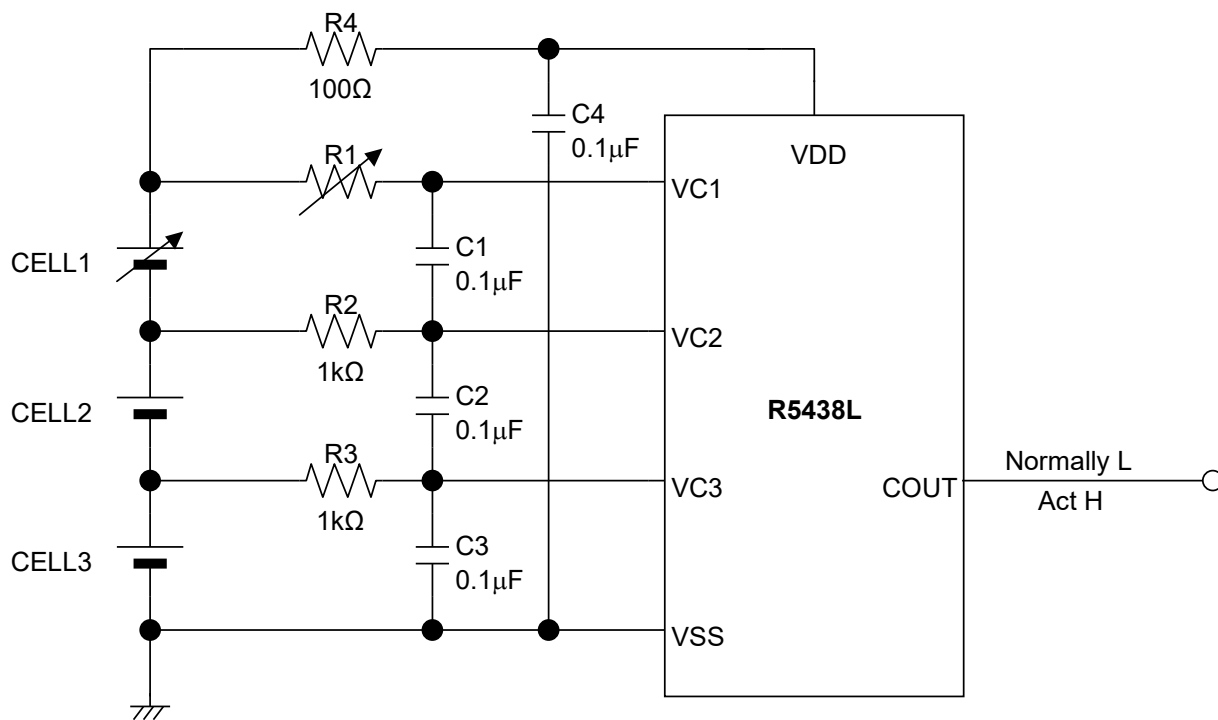 R4
100Ω
C4
0.1μF
VDD
R1
VC1
CELL1
C1
0.1μF
R2
1kΩ
VC2
CELL2
C2
0.1μF
R5438L
R3
1kΩ
VC3
COUT
Normally L
Act H
CELL3
C3
0.1μF
VSS